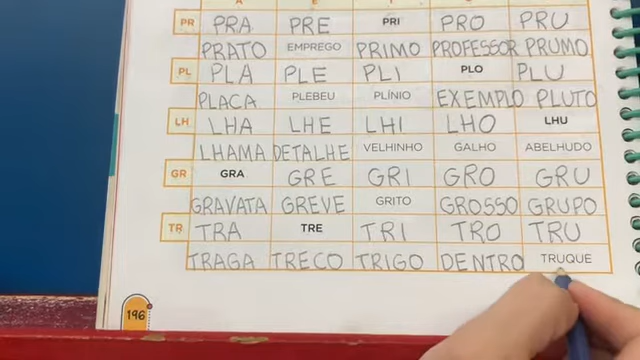 PR PRA PRE PRI PRO PRU
PRATO EMPREGO PRIMO PROFESSOR PRUMO
PL PLA PLE PLI PLO PLU
PLACA PLEBEU PLÍNIO EXEMPLO PLUTO
LH LHA LHE LHI LHO LHU
LHAMA DETALHE VELHINHO GALHO ABELHUDO
GR GRA GRE GRI GRO GRU
GRAVATA GREVE GRITO GROSSO GRUPO
TR TRA TRE TRI TRO TRU
TRAGA TRECO TRIGO DENTRO TRUQUE
196